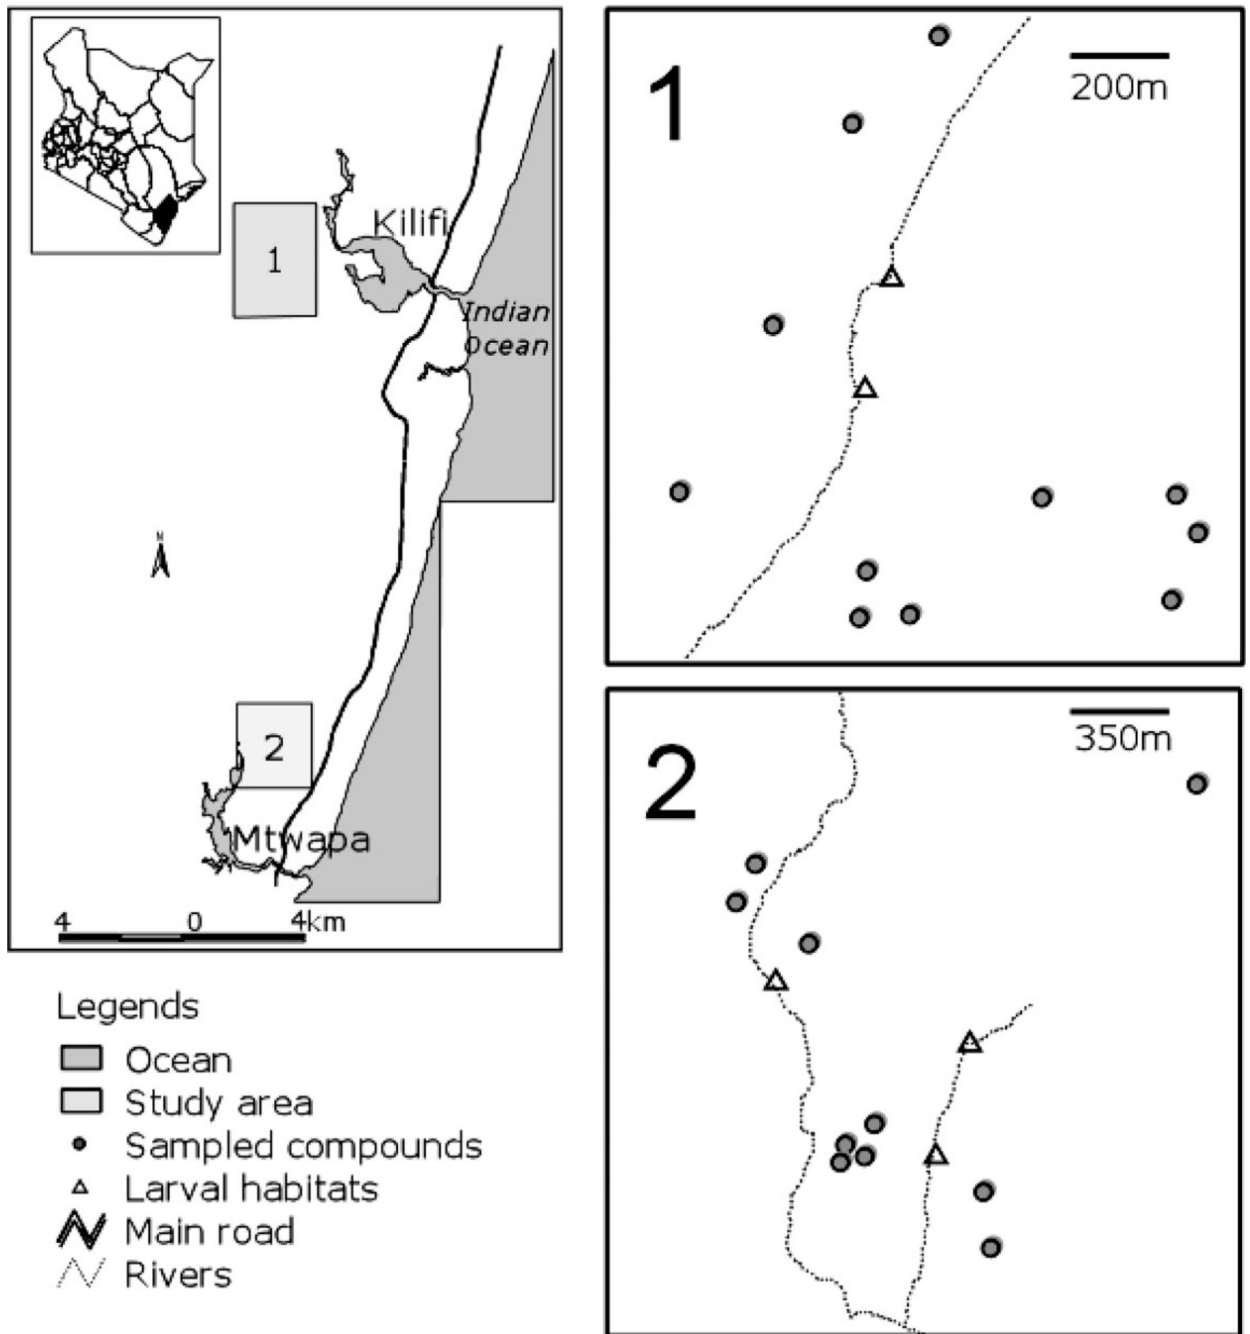 1
Kilifi
Indian
Ocean
N
2
Mtwapa
4 0 4km
Legends
Ocean
Study area
Sampled compounds
Larval habitats
Main road
Rivers
1
200m
2
350m